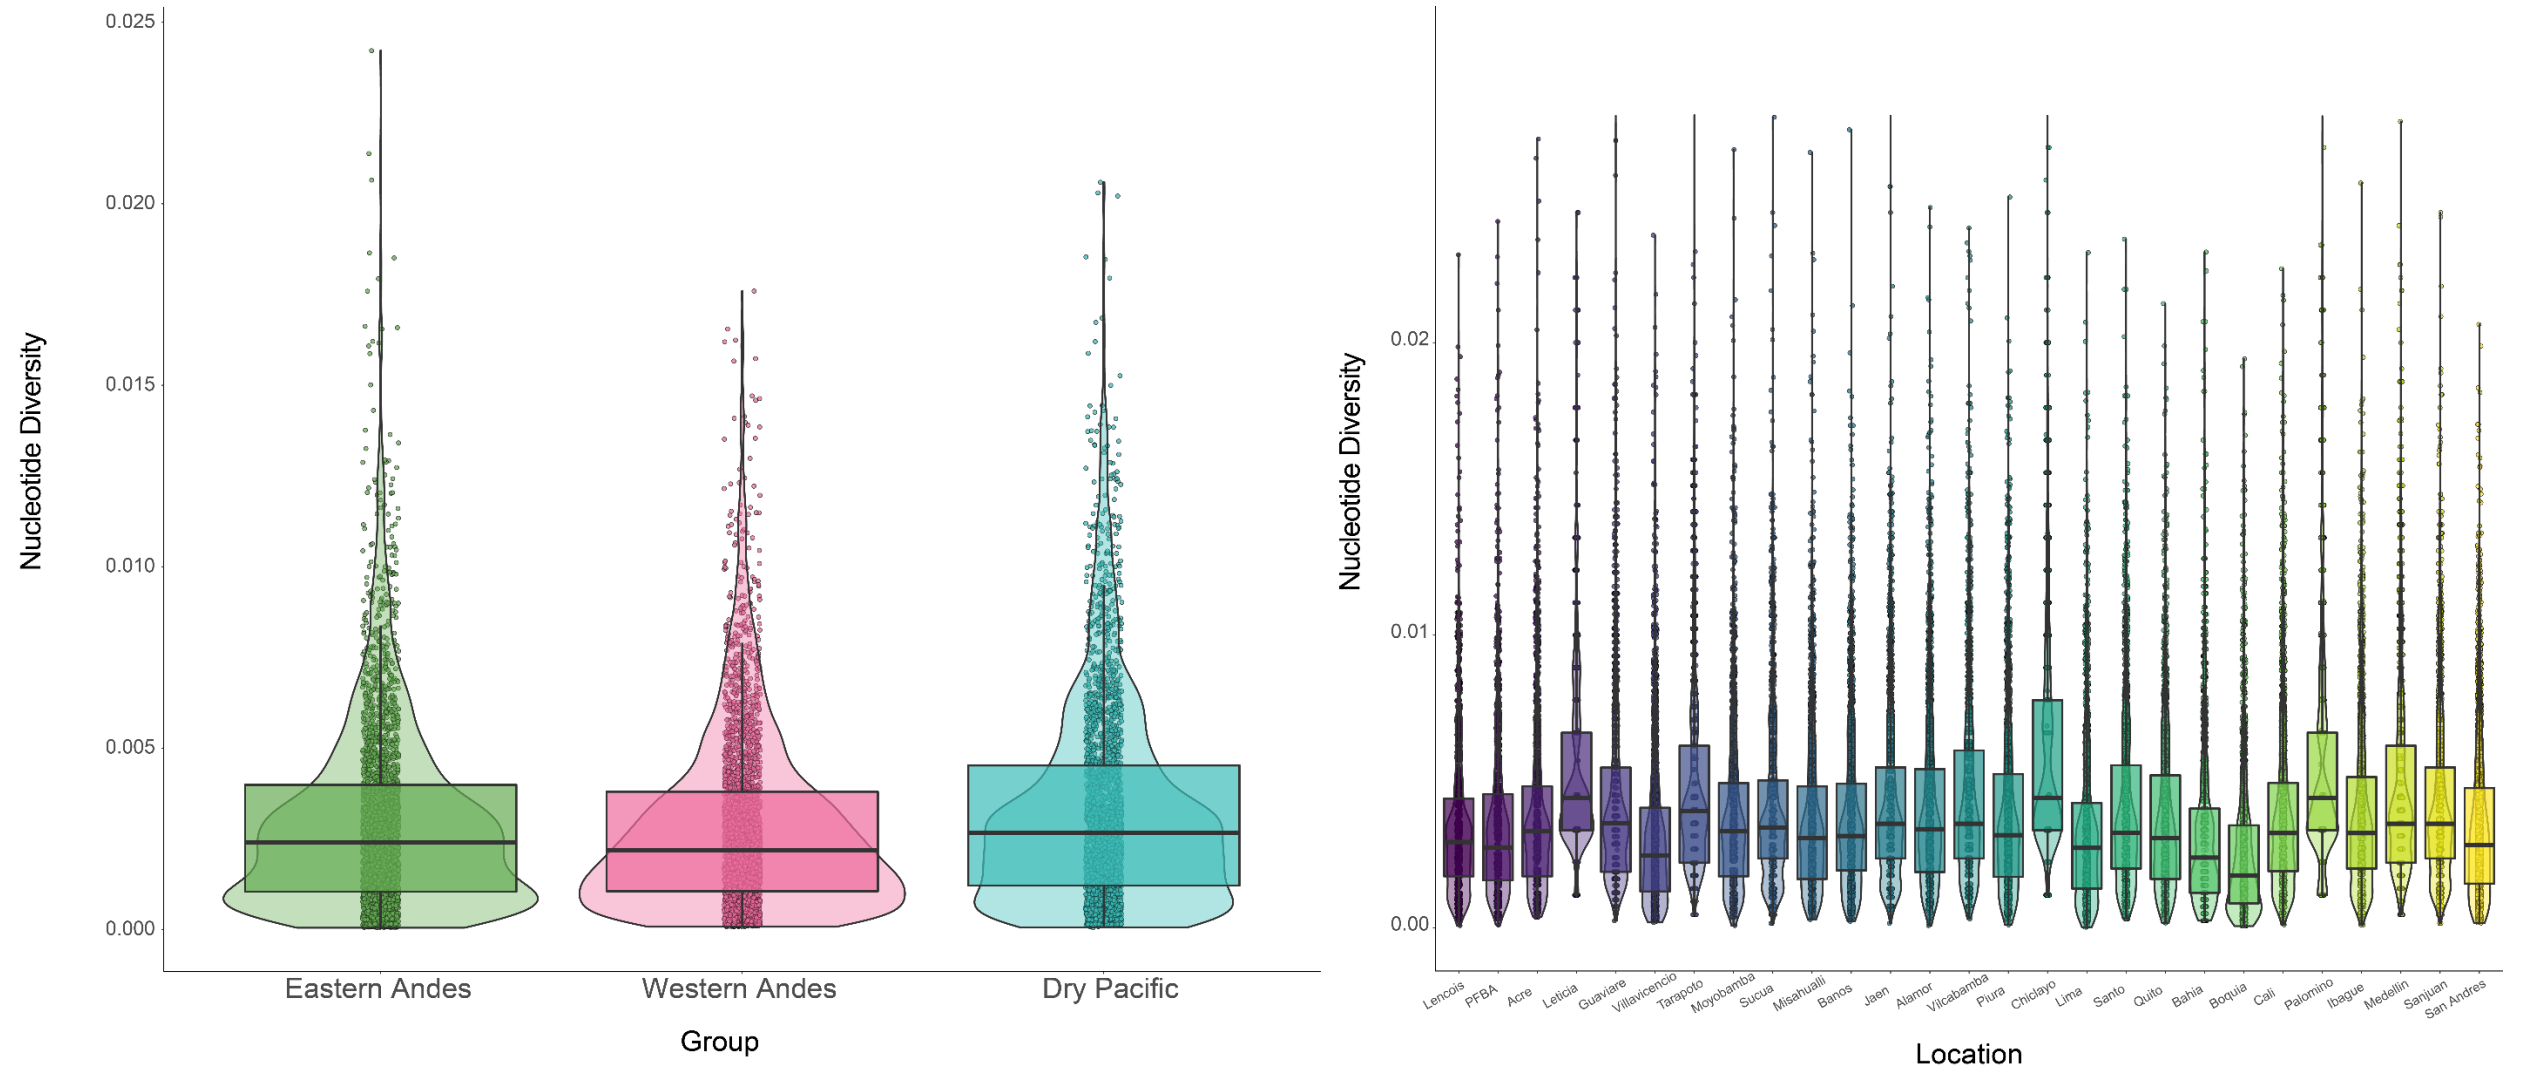 0.025
0.020
0.015
0.010
0.005
0.000
Nucleotide Diversity
Eastern Andes
Western Andes
Dry Pacific
Group
0.02
0.01
0.00
Nucleotide Diversity
Lencois
PFBA
Acre
Leticia
Guaviare
Villavicencio
Tarapoto
Moyobamba
Sucua
Misahualli
Banos
Jaen
Alamor
Vilcabamba
Piura
Chiclayo
Lima
Santo
Quito
Bahia
Boquia
Cali
Palomino
Ibague
Medellin
Sanjuan
San Andres
Location